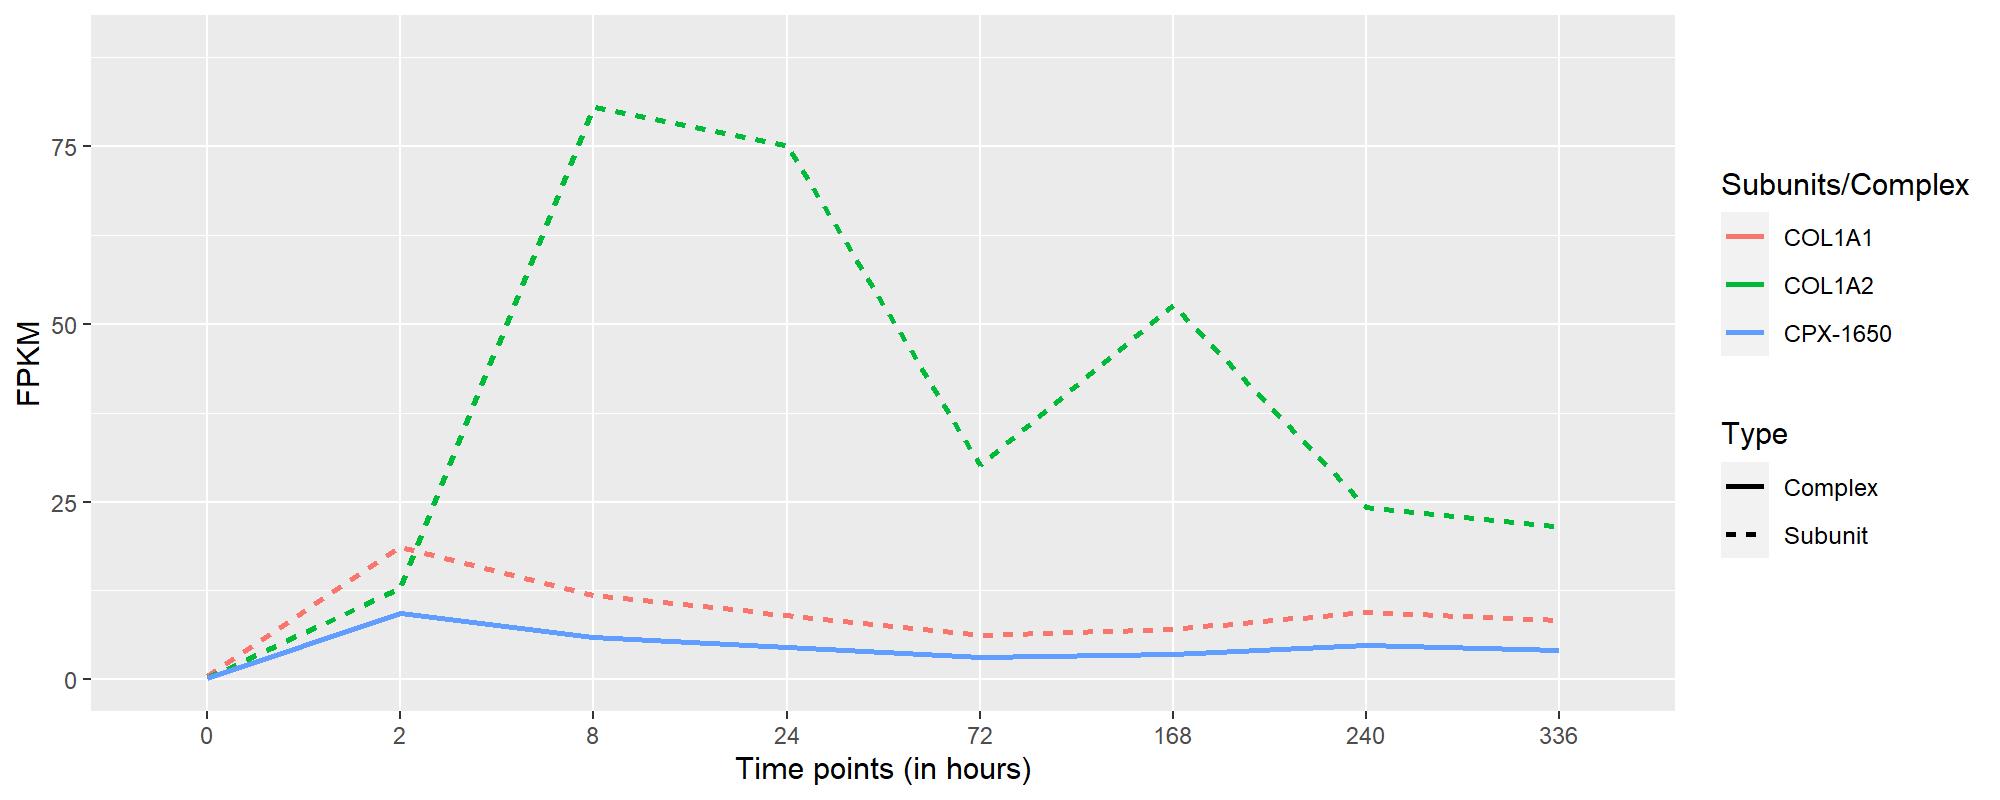 FPKM
75
50
25
0
0 2 8 24 72 168 240 336
Time points (in hours)
Subunits/Complex
COL1A1
COL1A2
CPX-1650
Type
Complex
Subunit